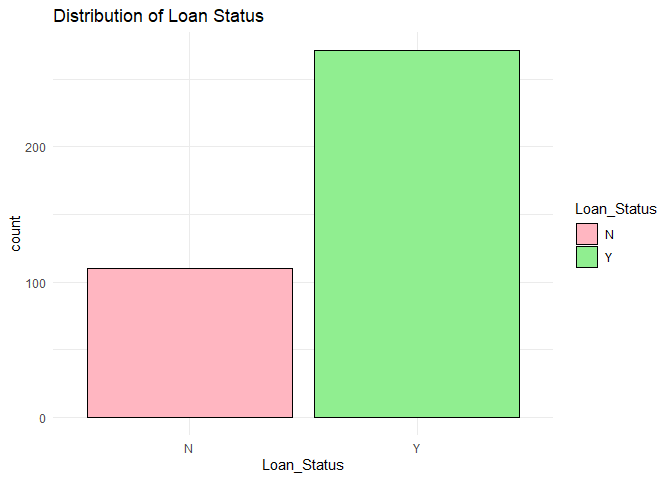 Distribution of Loan Status
200
100
0
count
N
Y
Loan_Status
Loan_Status
N
Y